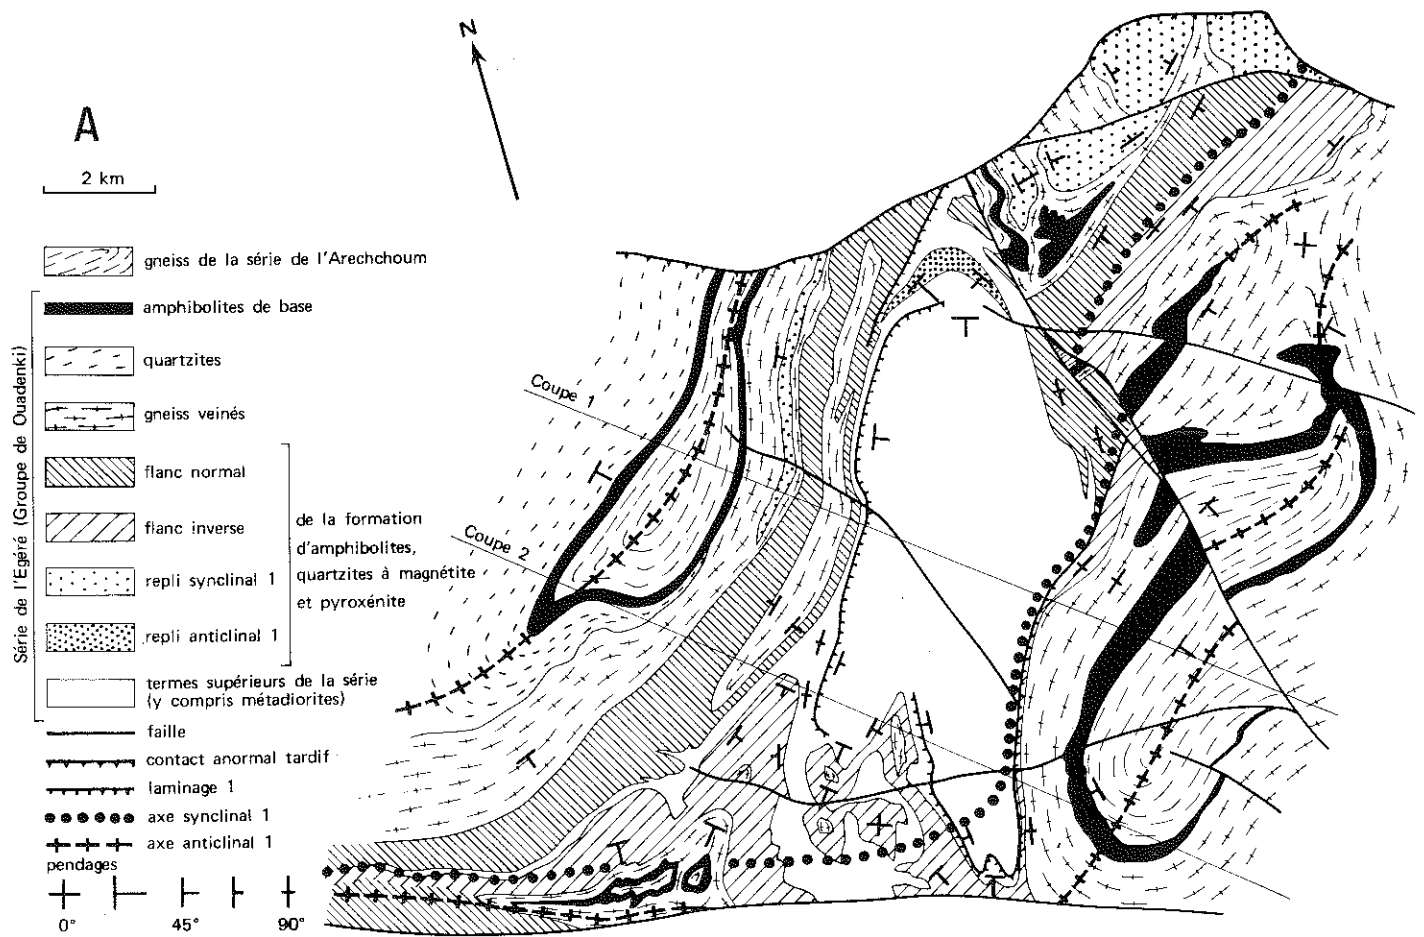 N
A
2 km
gneiss de la série de l'Arechchoum
amphibolites de base
quartzites
gneiss veinés
flanc normal
flanc inverse
repli synclinal 1
repli anticlinal 1
de la formation
d'amphibolites,
quartzites à magnétite
et pyroxénite
termes supérieurs de la série
(y compris métadiorites)
Série de l'Egéré (Groupe de Ouadenki)
faille
contact anormal tardif
laminage 1
axe synclinal 1
axe anticlinal 1
pendages
0° 45° 90°
Coupe 1
Coupe 2